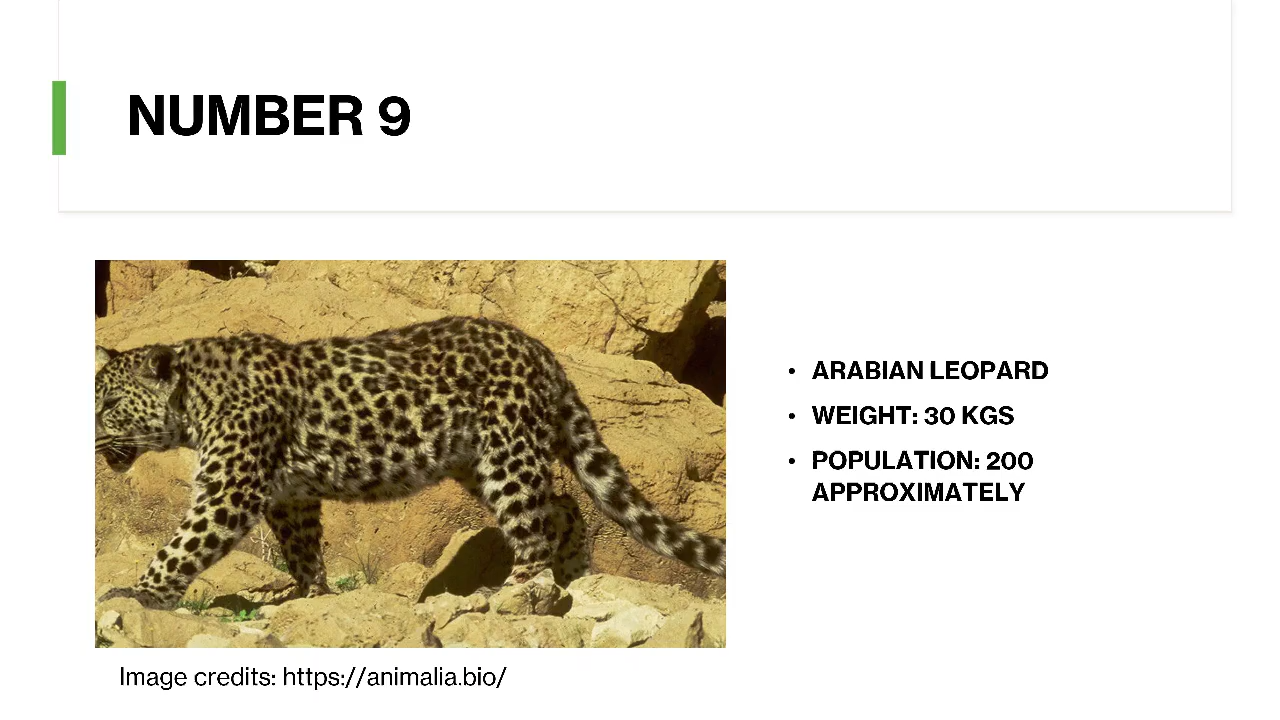 NUMBER 9
• ARABIAN LEOPARD
• WEIGHT: 30 KGS
• POPULATION: 200
APPROXIMATELY
Image credits: https://animalia.bio/